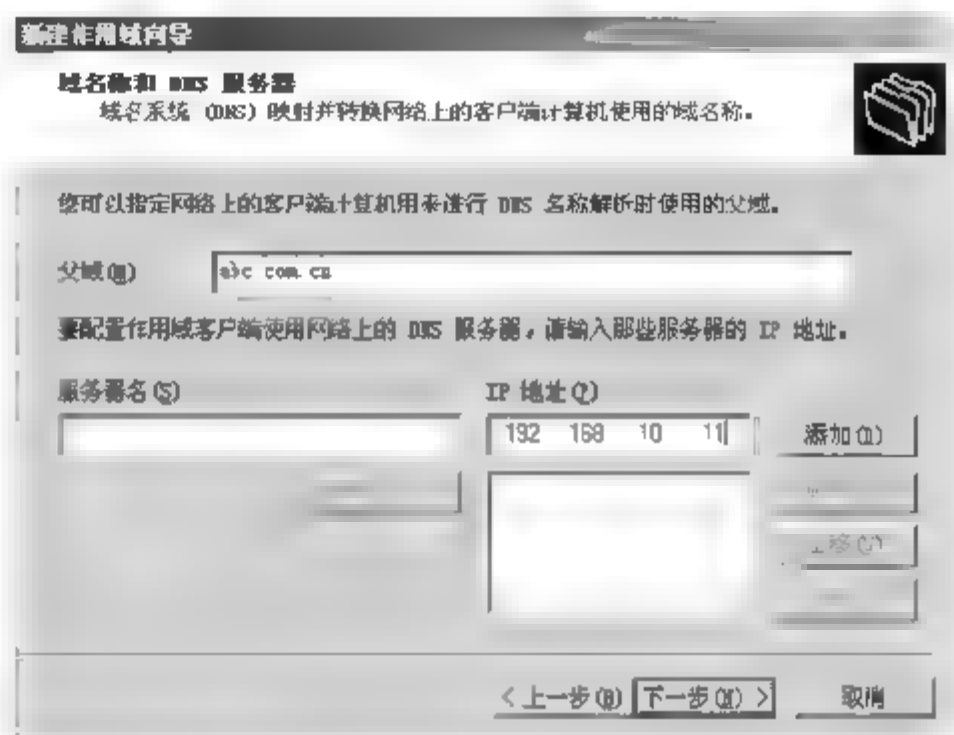 新建作用域向导
域名称和 DNS 服务器
域名系统 (DNS) 映射并转换网络上的客户端计算机使用的域名称。
您可以指定网络上的客户端计算机用来进行 DNS 名称解析时使用的父域。
父域(M)
abc com.cn
要配置作用域客户端使用网络上的 DNS 服务器，请输入那些服务器的 IP 地址。
服务器名(S)
IP 地址(P)
192 168 10 11
添加(D)
上移(U)
<上一步(B)
下一步(N) >
取消